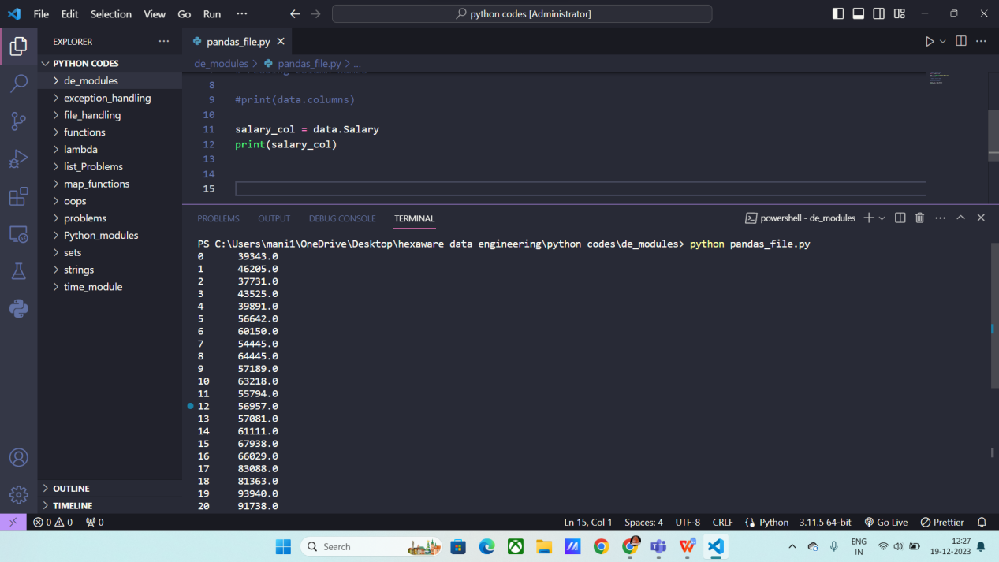 File Edit Selection View Go Run ···
python codes [Administrator]
EXPLORER ···
pandas_file.py
PYTHON CODES
de_modules
exception_handling
file_handling
functions
lambda
list_Problems
map_functions
oops
problems
Python_modules
sets
strings
time_module
OUTLINE
TIMELINE
de_modules > pandas_file.py > ...
8
9 #print(data.columns)
10
11 salary_col = data.Salary
12 print(salary_col)
13
14
15
PROBLEMS OUTPUT DEBUG CONSOLE TERMINAL
powershell - de_modules
PS C:\Users\mani1\OneDrive\Desktop\hexaware data engineering\python codes\de_modules> python pandas_file.py
0 39343.0
1 46205.0
2 37731.0
3 43525.0
4 39891.0
5 56642.0
6 60150.0
7 54445.0
8 64445.0
9 57189.0
10 63218.0
11 55794.0
12 56957.0
13 57081.0
14 61111.0
15 67938.0
16 66029.0
17 83088.0
18 81363.0
19 93940.0
20 91738.0
0 0 0
Ln 15, Col 1 Spaces: 4 UTF-8 CRLF Python 3.11.5 64-bit Go Live Prettier
Search
ENG
IN
12:27
19-12-2023